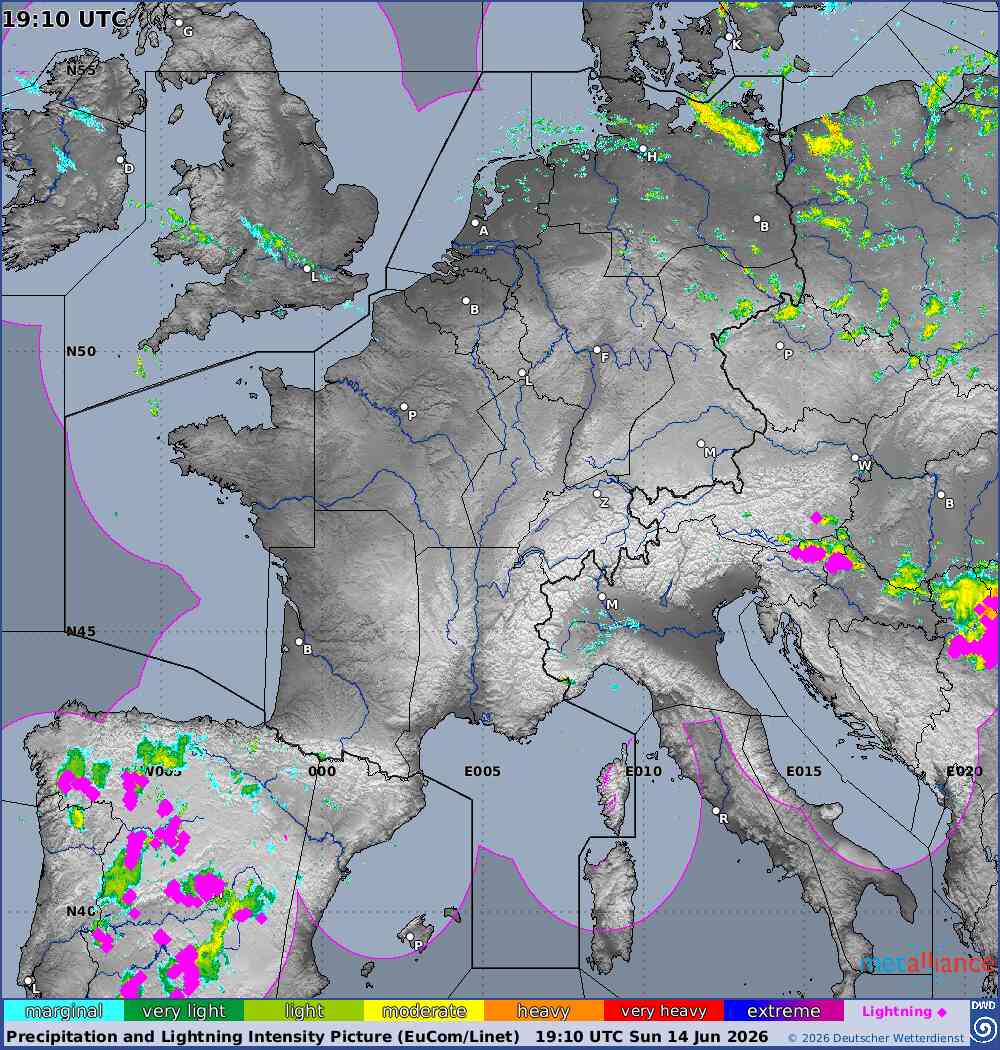 19:10 UTC
G
K
N55
D
H
A
B
L
B
N50
F
P
L
P
M
W
Z
B
M
N45
B
W005
000
E005
E010
E015
E020
R
N40
P
L
metalliance
marginal
very light
light
moderate
heavy
very heavy
extreme
Lightning
DWD
Precipitation and Lightning Intensity Picture (EuCom/Linet) 19:10 UTC Sun 14 Jun 2026 © 2026 Deutscher Wetterdienst